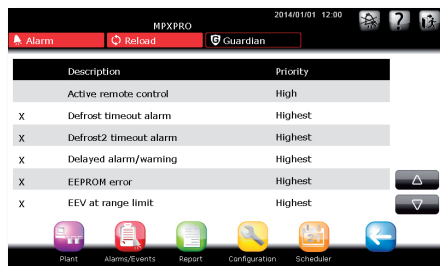 MPXPRO 2014/01/01 12:00
Alarm Reload Guardian
Description Priority
Active remote control High
X Defrost timeout alarm Highest
X Defrost2 timeout alarm Highest
X Delayed alarm/warning Highest
X EEPROM error Highest
X EEV at range limit Highest
Plant Alarms/Events Report Configuration Scheduler